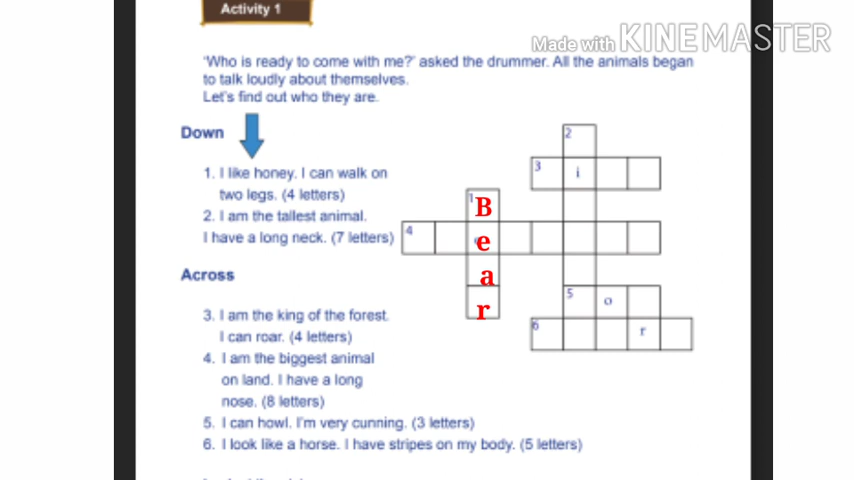 Activity 1
Made with KINEMASTER
'Who is ready to come with me?' asked the drummer. All the animals began
to talk loudly about themselves.
Let's find out who they are.
Down
1. I like honey. I can walk on
two legs. (4 letters)
2. I am the tallest animal.
I have a long neck. (7 letters)
Across
3. I am the king of the forest.
I can roar. (4 letters)
4. I am the biggest animal
on land. I have a long
nose. (8 letters)
5. I can howl. I'm very cunning. (3 letters)
6. I look like a horse. I have stripes on my body. (5 letters)
2
3 i
1 B
4 e
a
r
5 o
6 r